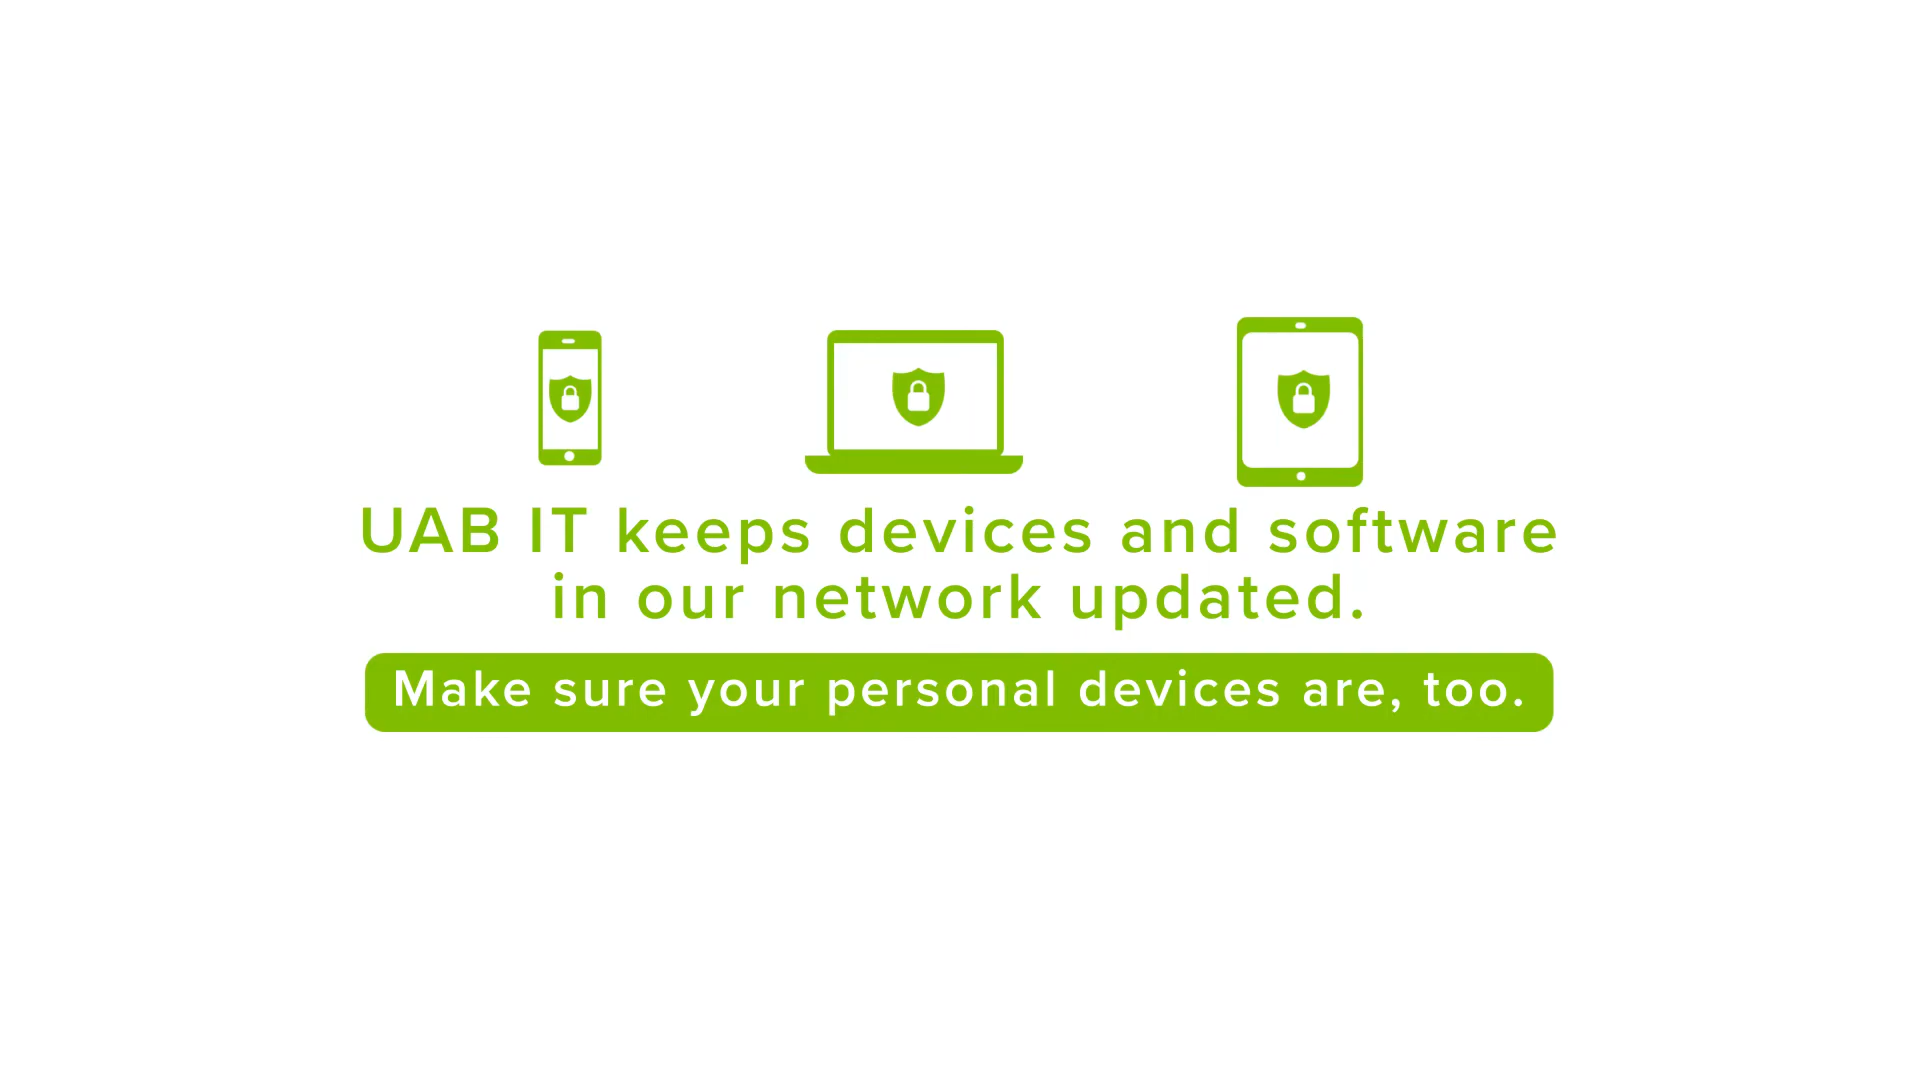 UAB IT keeps devices and software
in our network updated.
Make sure your personal devices are, too.